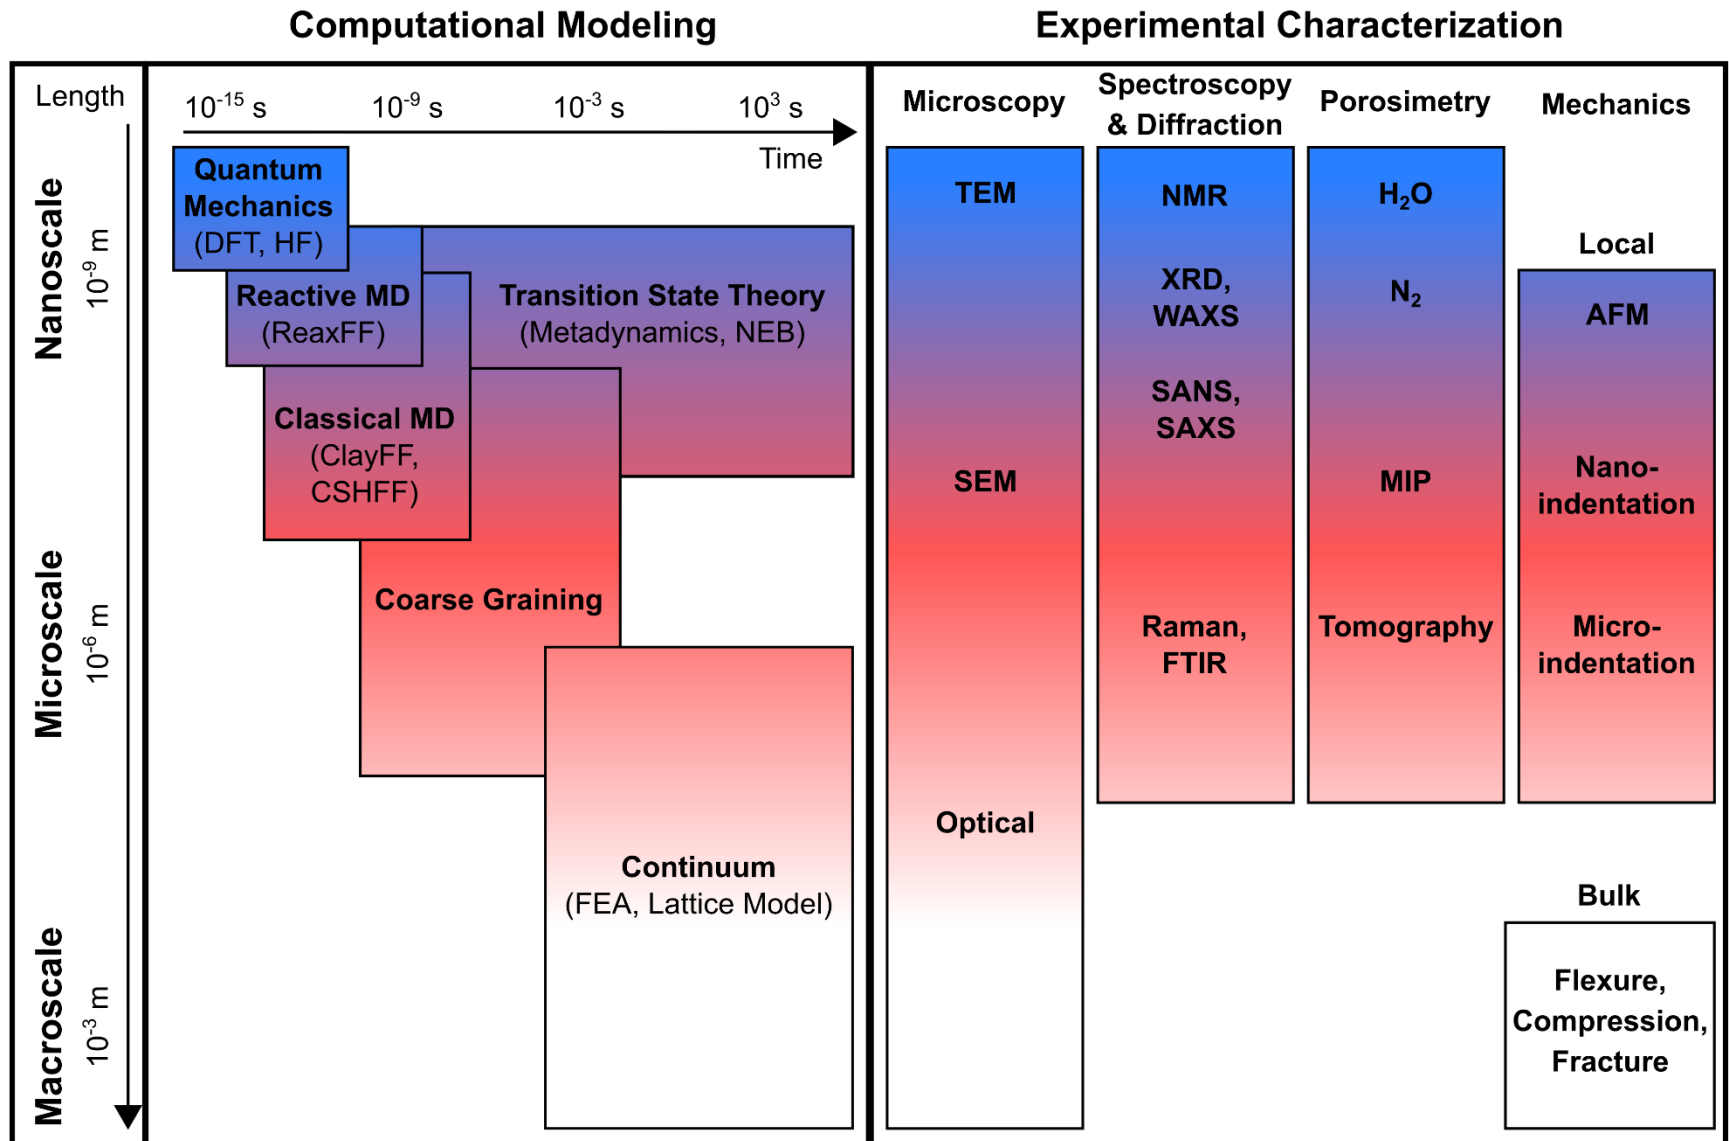 Computational Modeling
Experimental Characterization
Length
10⁻¹⁵ s
10⁻⁹ s
10⁻³ s
10³ s
Time
Nanoscale
10⁻⁹ m
Microscale
10⁻⁶ m
Macroscale
10⁻³ m
Quantum
Mechanics
(DFT, HF)
Reactive MD
(ReaxFF)
Transition State Theory
(Metadynamics, NEB)
Classical MD
(ClayFF,
CSHFF)
Coarse Graining
Continuum
(FEA, Lattice Model)
Microscopy
TEM
SEM
Optical
Spectroscopy
& Diffraction
NMR
XRD,
WAXS
SANS,
SAXS
Raman,
FTIR
Porosimetry
H₂O
N₂
MIP
Tomography
Mechanics
Local
AFM
Nano-
indentation
Micro-
indentation
Bulk
Flexure,
Compression,
Fracture